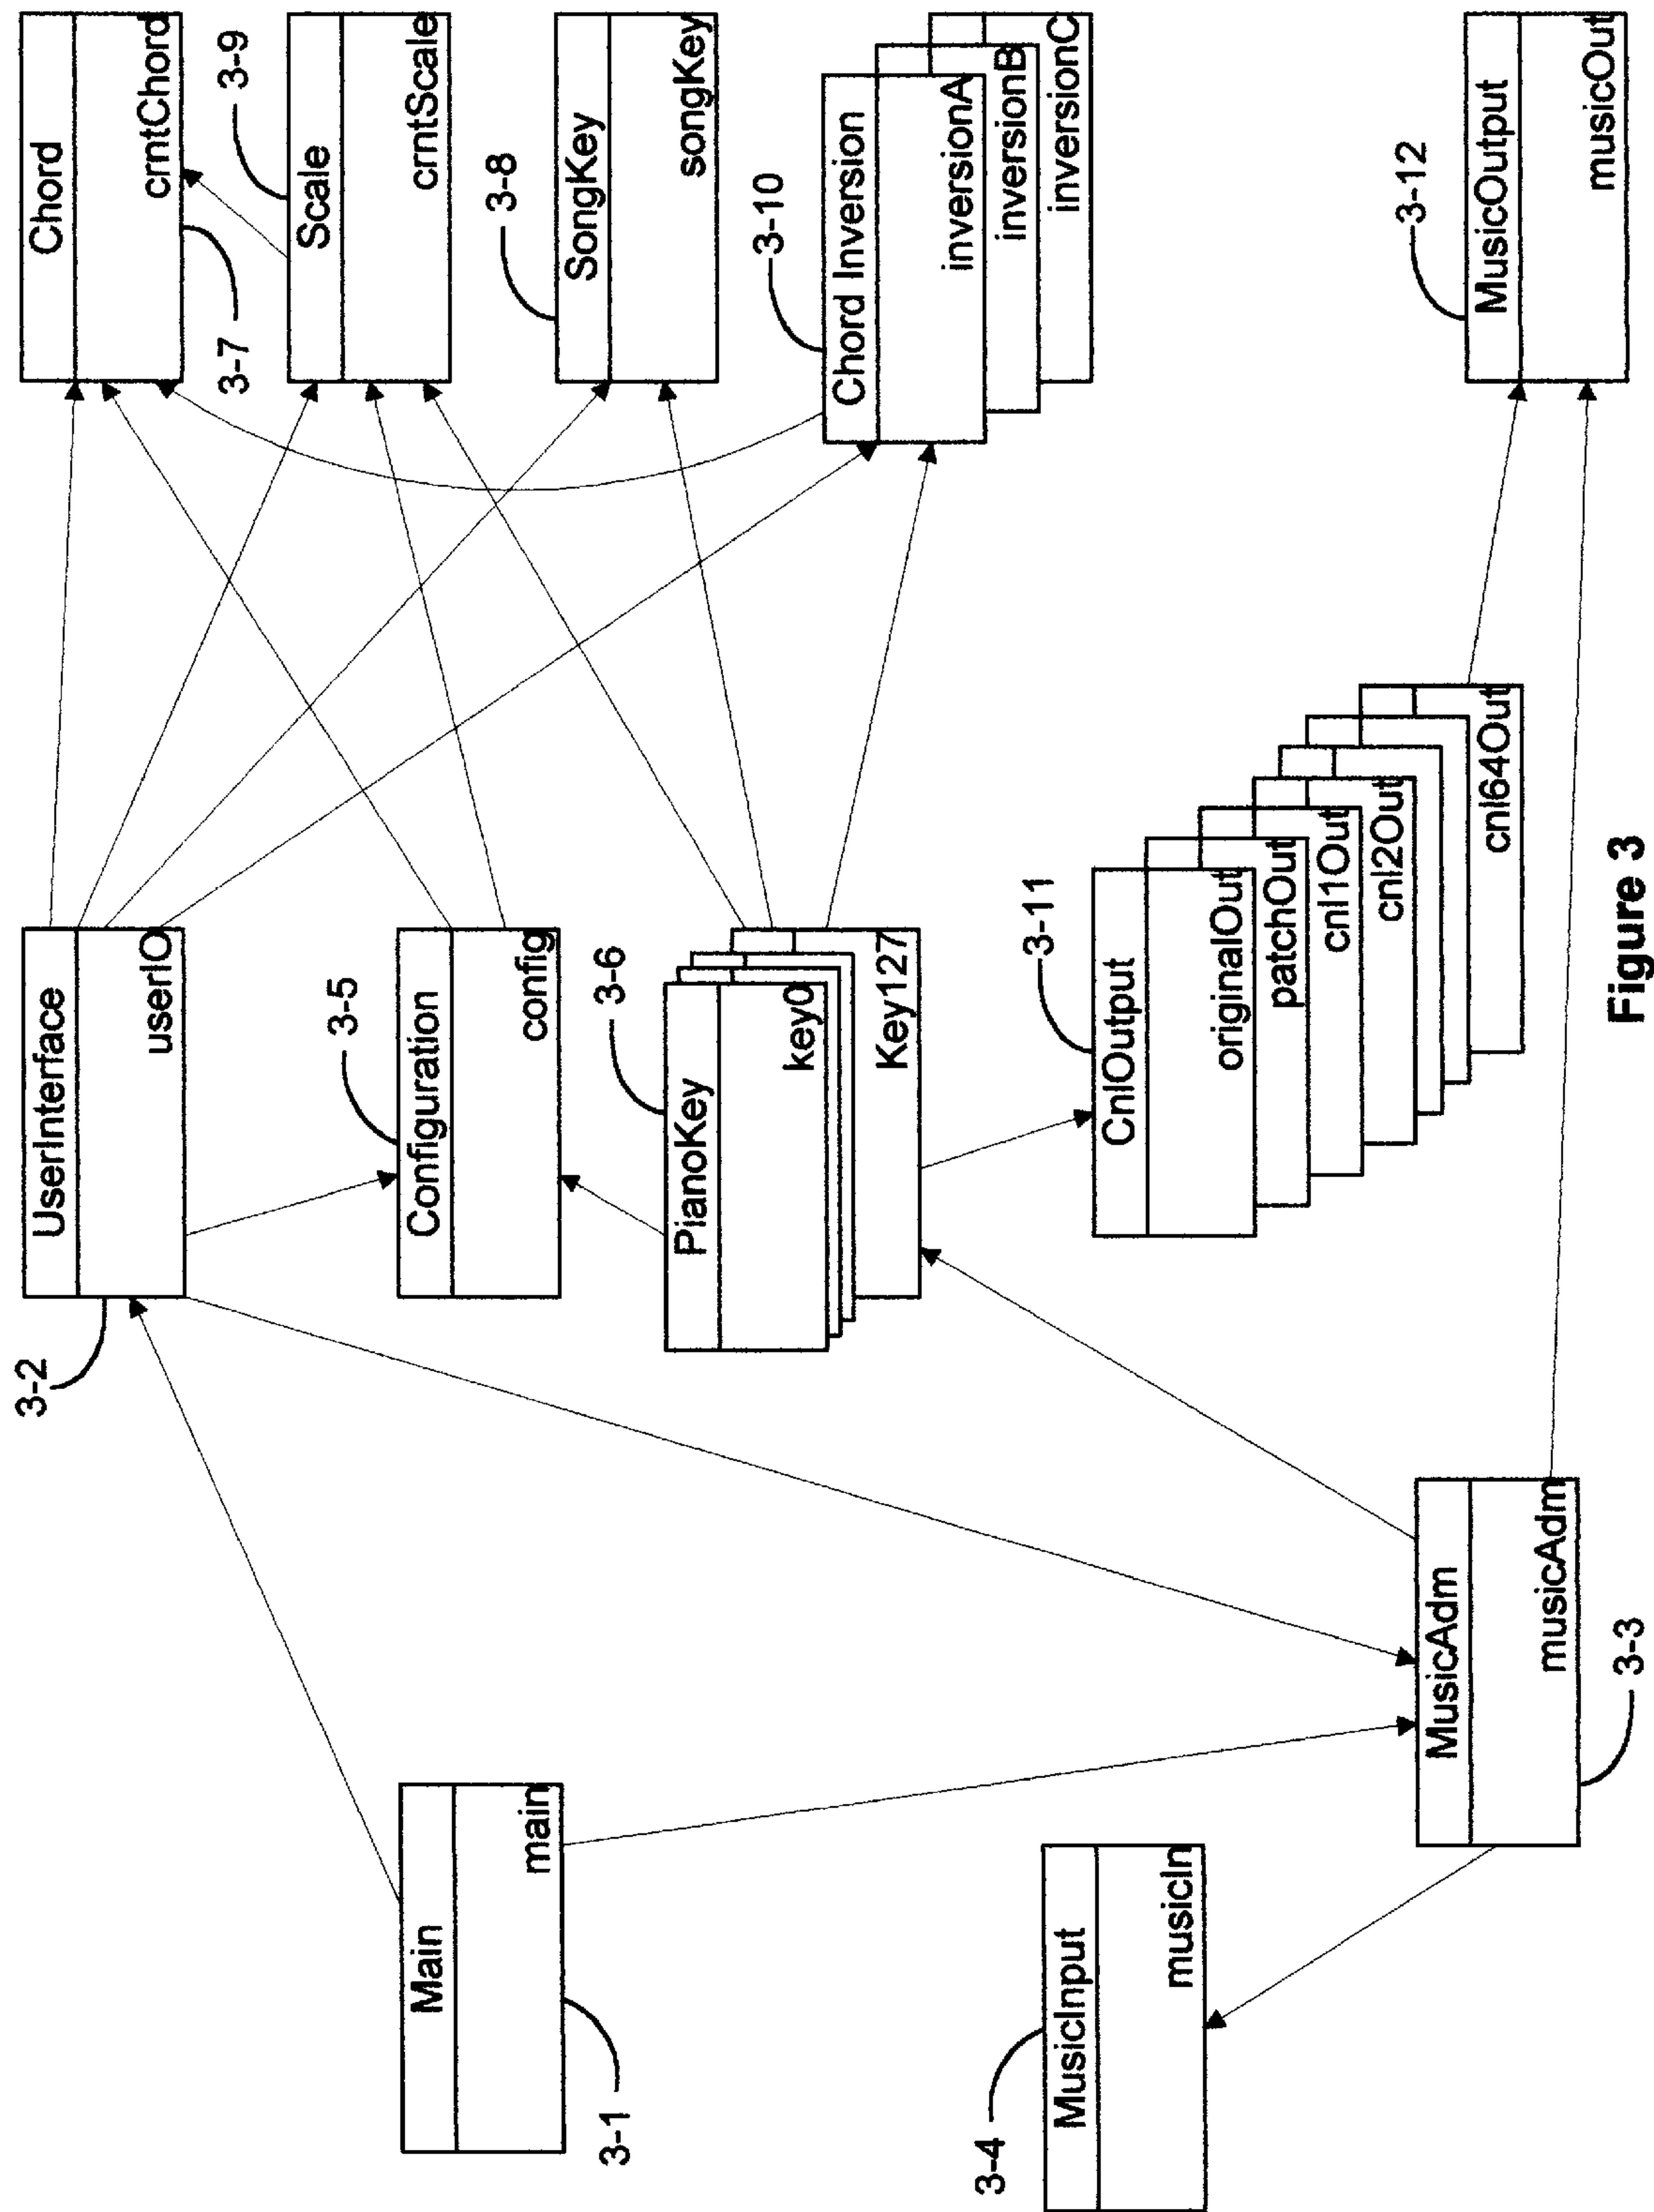 Main
main
3-1
MusicInput
musicIn
3-4
MusicAdm
musicAdm
3-3
UserInterface
userIO
3-2
Configuration
config
3-5
PianoKey
key0
Key127
3-6
CnlOutput
originalOut
patchOut
cnl1Out
cnl2Out
cnl64Out
3-11
Chord
crntChord
3-7
Scale
crntScale
3-9
SongKey
songKey
3-8
Chord Inversion
inversionA
inversionB
inversionC
3-10
MusicOutput
musicOut
3-12
Figure 3